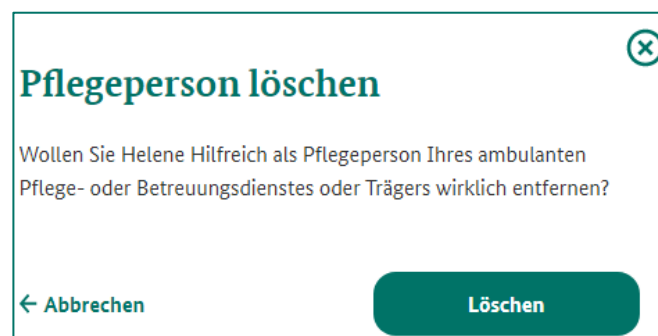 Pflegeperson löschen
Wollen Sie Helene Hilfreich als Pflegeperson Ihres ambulanten
Pflege- oder Betreuungsdienstes oder Trägers wirklich entfernen?
← Abbrechen
Löschen